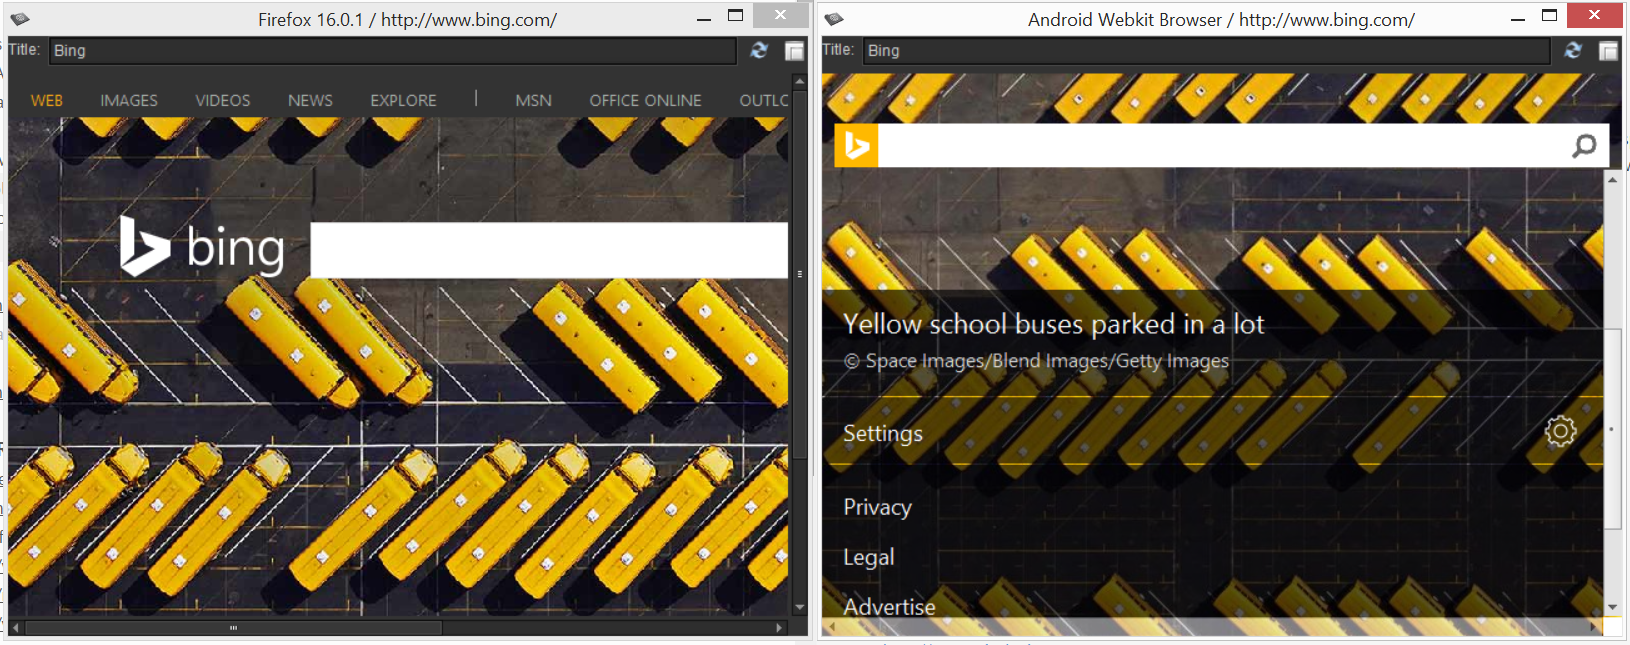 Firefox 16.0.1 / http://www.bing.com/
Title: Bing
WEB IMAGES VIDEOS NEWS EXPLORE | MSN OFFICE ONLINE OUTLC
bing
Android Webkit Browser / http://www.bing.com/
Title: Bing
Yellow school buses parked in a lot
© Space Images/Blend Images/Getty Images
Settings
Privacy
Legal
Advertise